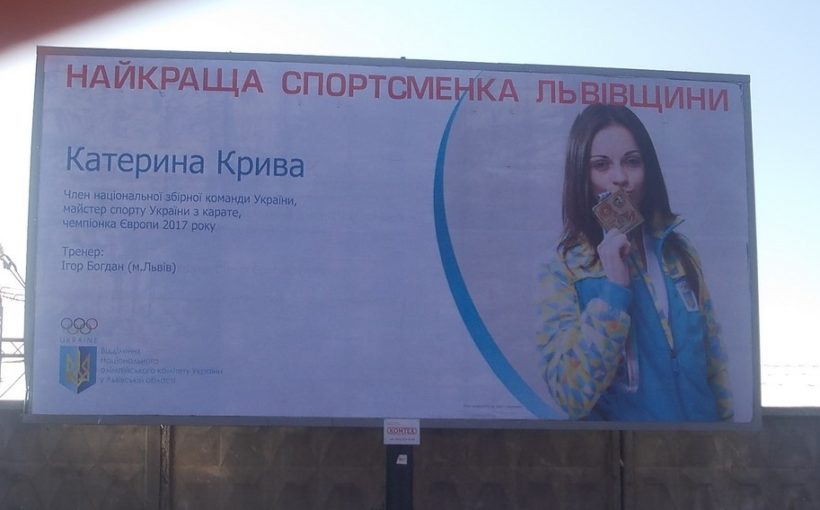 НАЙКРАЩА СПОРТСМЕНКА ЛЬВІВЩИНИ
Катерина Крива
Член національної збірної команди України,
майстер спорту України з карате,
чемпіонка Європи 2017 року
Тренер:
Ігор Богдан (м.Львів)
UKRAINE
Відділення
Національного
олімпійського комітету України
у Львівській області
КОМТЕХ